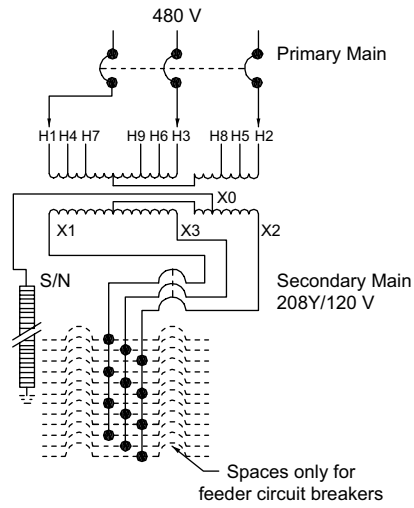 480 V
Primary Main
H1 H4 H7 H9 H6 H3 H8 H5 H2
X0
X1 X3 X2
S/N
Secondary Main
208Y/120 V
Spaces only for
feeder circuit breakers